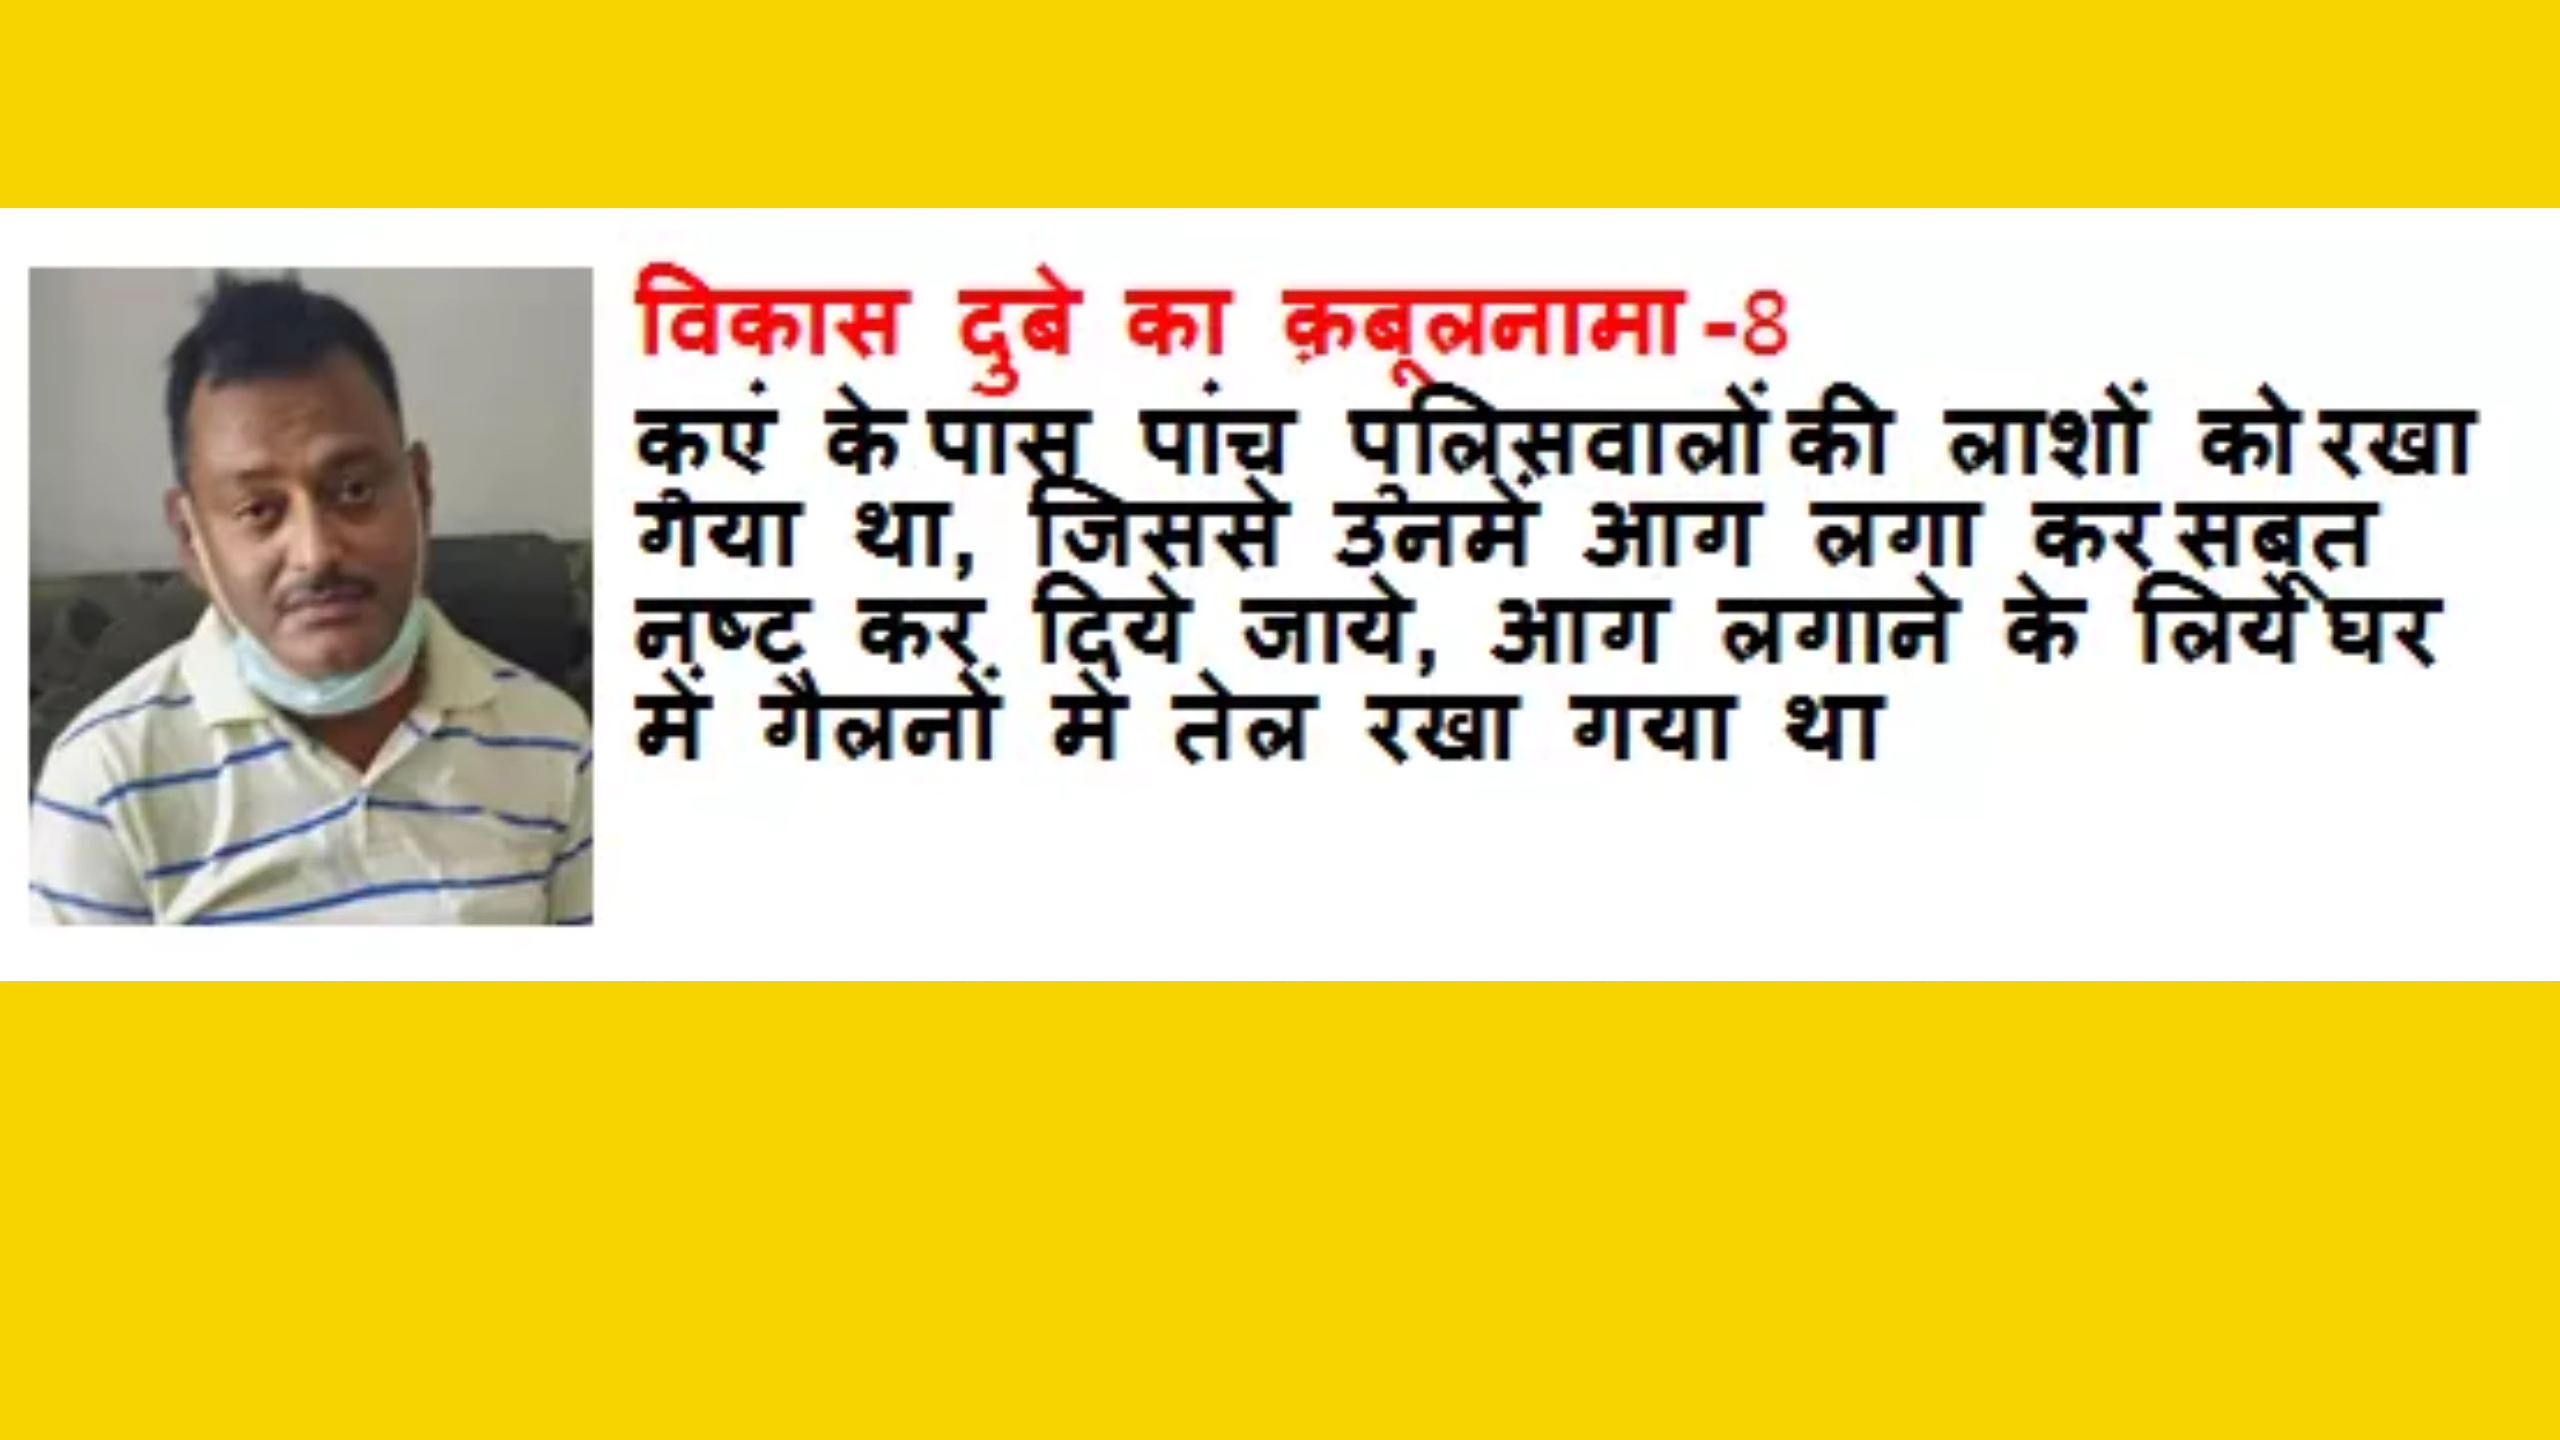 विकास दुबे का क़बूलनामा -8
कुएं के पास पांच पुलिसवालों की लाशों को रखा
गया था, जिससे उनमें आग लगा कर सबूत
नष्ट कर दिये जाये, आग लगाने के लिये घर
में गैलनों में तेल रखा गया था